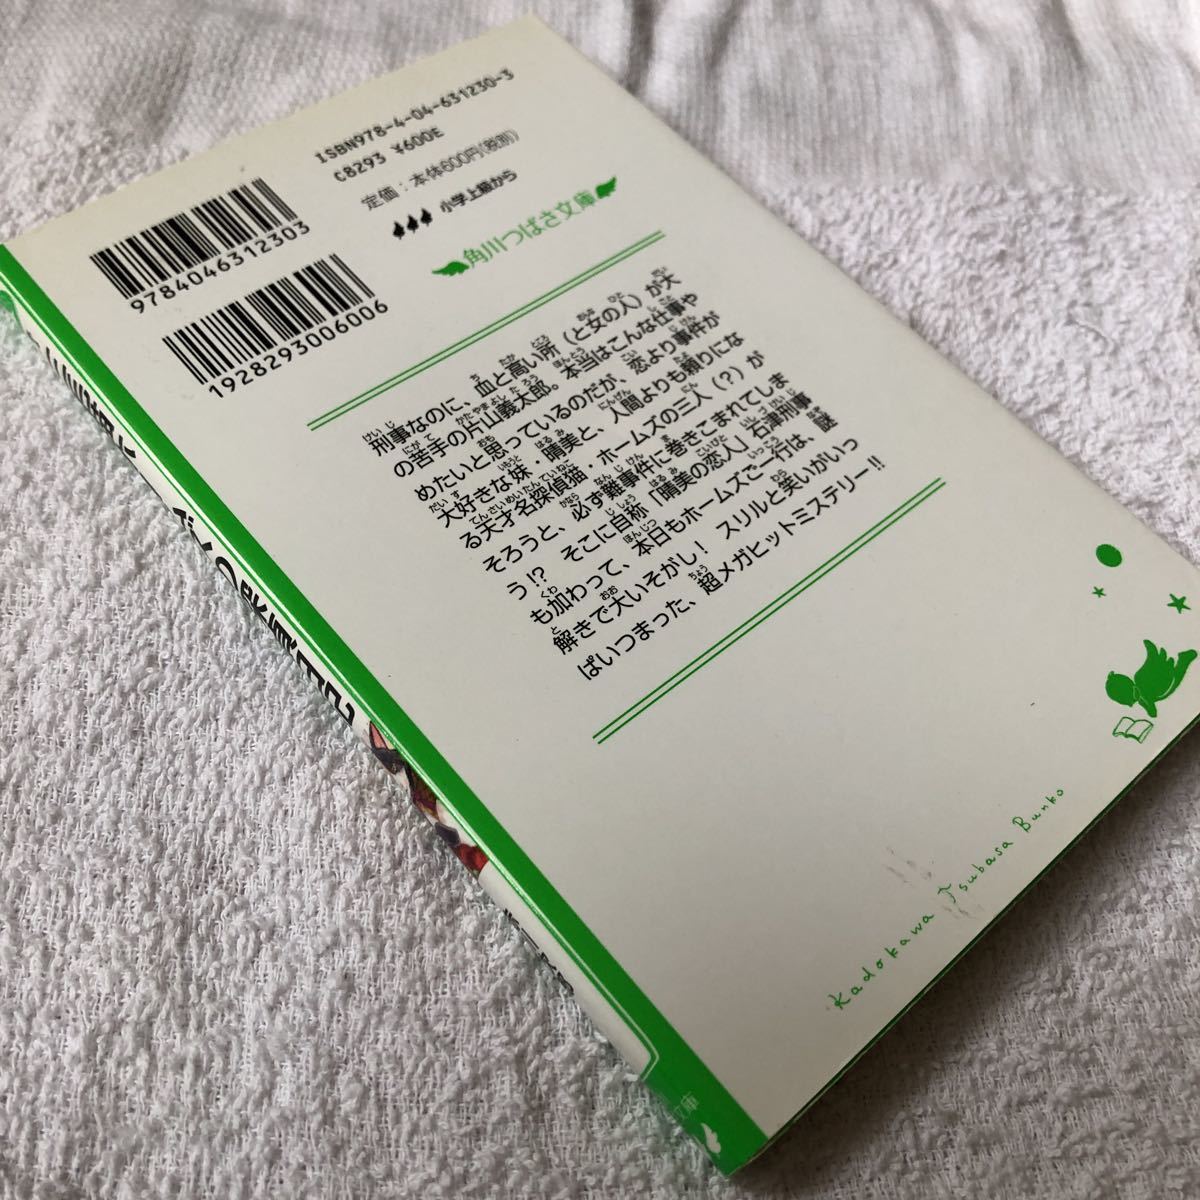 ISBN978-4-04-631230-3
C8293 ¥600E
定価：本体600円(税別)
小学上級から
9784046312303
1928293006006
角川つばさ文庫
刑事なのに、血と高い所（と女の人）が大
の苦手の片山義太郎。本当はこんな仕事や
めたいと思っているのだが、恋より事件が
大好きな妹・晴美と、人間よりも頼りにな
る天才名探偵猫・ホームズの三人（？）が
そろうと、必ず難事件に巻きこまれてしま
う!? そこに自称「晴美の恋人」石津刑事
も加わって、本日もホームズご一行は、謎
解きで大いそがし！ スリルと笑いがいっ
ぱいつまった、超メガヒットミステリー!!
Kadokawa Tsubasa Bunko
文庫